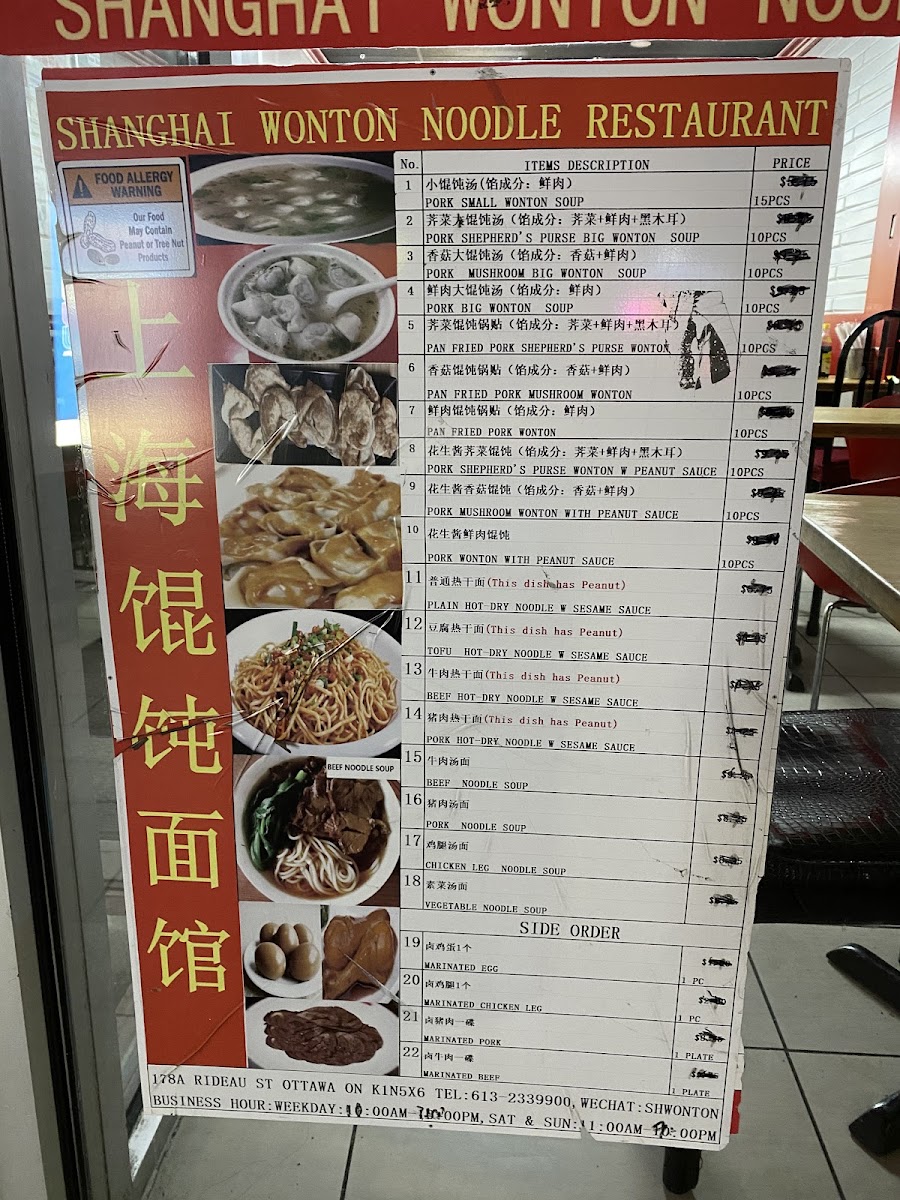 SHANGHAI WONTON NOO
SHANGHAI WONTON NOODLE RESTAURANT
FOOD ALLERGY
WARNING
Our Food
May Contain
Peanut or Tree Nut
Products
上海馄饨面馆
No. ITEMS DESCRIPTION PRICE
1 小馄饨汤(馅成分：鲜肉)
PORK SMALL WONTON SOUP 15PCS
2 荠菜大馄饨汤(馅成分：荠菜+鲜肉+黑木耳)
PORK SHEPHERD'S PURSE BIG WONTON SOUP 10PCS
3 香菇大馄饨汤(馅成分：香菇+鲜肉)
PORK MUSHROOM BIG WONTON SOUP 10PCS
4 鲜肉大馄饨汤(馅成分：鲜肉)
PORK BIG WONTON SOUP 10PCS
5 荠菜馄饨锅贴(馅成分：荠菜+鲜肉+黑木耳)
PAN FRIED PORK SHEPHERD'S PURSE WONTON 10PCS
6 香菇馄饨锅贴(馅成分：香菇+鲜肉)
PAN FRIED PORK MUSHROOM WONTON 10PCS
7 鲜肉馄饨锅贴(馅成分：鲜肉)
PAN FRIED PORK WONTON 10PCS
8 花生酱荠菜馄饨(馅成分：荠菜+鲜肉+黑木耳)
PORK SHEPHERD'S PURSE WONTON W PEANUT SAUCE 10PCS
9 花生酱香菇馄饨(馅成分：香菇+鲜肉)
PORK MUSHROOM WONTON WITH PEANUT SAUCE 10PCS
10 花生酱鲜肉馄饨
PORK WONTON WITH PEANUT SAUCE 10PCS
11 普通热干面(This dish has Peanut)
PLAIN HOT-DRY NOODLE W SESAME SAUCE
12 豆腐热干面(This dish has Peanut)
TOFU HOT-DRY NOODLE W SESAME SAUCE
13 牛肉热干面(This dish has Peanut)
BEEF HOT-DRY NOODLE W SESAME SAUCE
14 猪肉热干面(This dish has Peanut)
PORK HOT-DRY NOODLE W SESAME SAUCE
BEEF NOODLE SOUP
15 牛肉汤面
BEEF NOODLE SOUP
16 猪肉汤面
PORK NOODLE SOUP
17 鸡腿汤面
CHICKEN LEG NOODLE SOUP
18 素菜汤面
VEGETABLE NOODLE SOUP
SIDE ORDER
19 卤鸡蛋1个
MARINATED EGG 1 PC
20 卤鸡腿1个
MARINATED CHICKEN LEG 1 PC
21 卤猪肉一碟
MARINATED PORK 1 PLATE
22 卤牛肉一碟
MARINATED BEEF 1 PLATE
178A RIDEAU ST OTTAWA ON K1N5X6 TEL:613-2339900,WECHAT:SHWONTON
BUSINESS HOUR:WEEKDAY: :00AM :00PM,SAT & SUN: 1:00AM :00PM